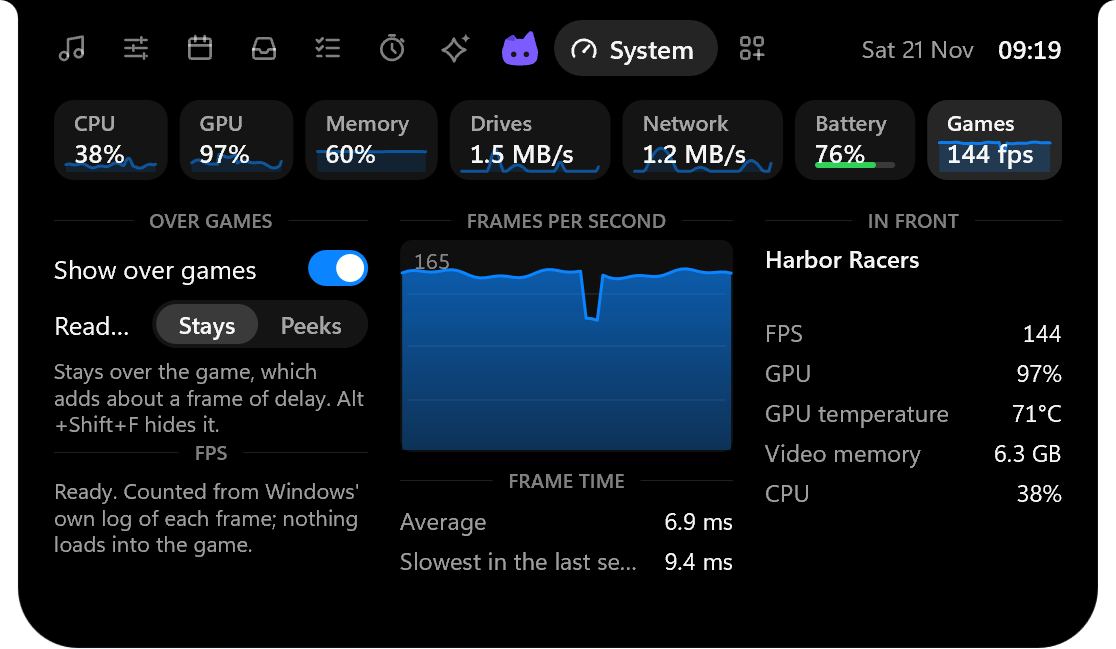 System
Sat 21 Nov 09:19
CPU
38%
GPU
97%
Memory
60%
Drives
1.5 MB/s
Network
1.2 MB/s
Battery
76%
Games
144 fps
OVER GAMES
Show over games
Read... Stays Peeks
Stays over the game, which
adds about a frame of delay. Alt
+Shift+F hides it.
FPS
Ready. Counted from Windows'
own log of each frame; nothing
loads into the game.
FRAMES PER SECOND
165
FRAME TIME
Average 6.9 ms
Slowest in the last se... 9.4 ms
IN FRONT
Harbor Racers
FPS 144
GPU 97%
GPU temperature 71°C
Video memory 6.3 GB
CPU 38%